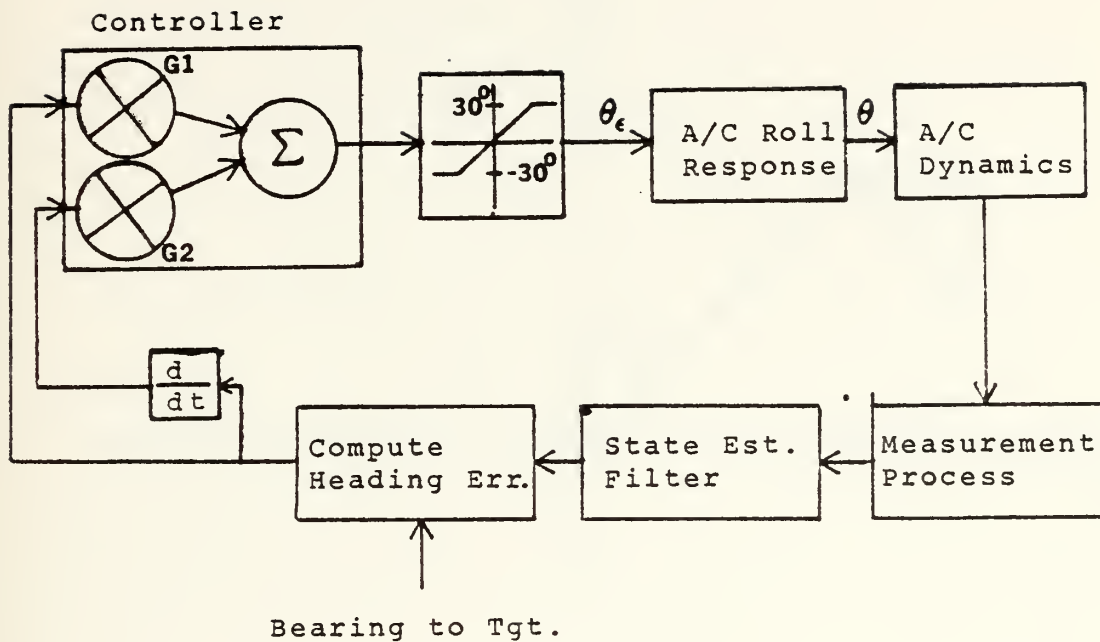 Controller
G1
G2
Σ
30°
-30°
θϵ
A/C Roll
Response
θ
A/C
Dynamics
d
dt
Compute
Heading Err.
State Est.
Filter
Measurement
Process
Bearing to Tgt.